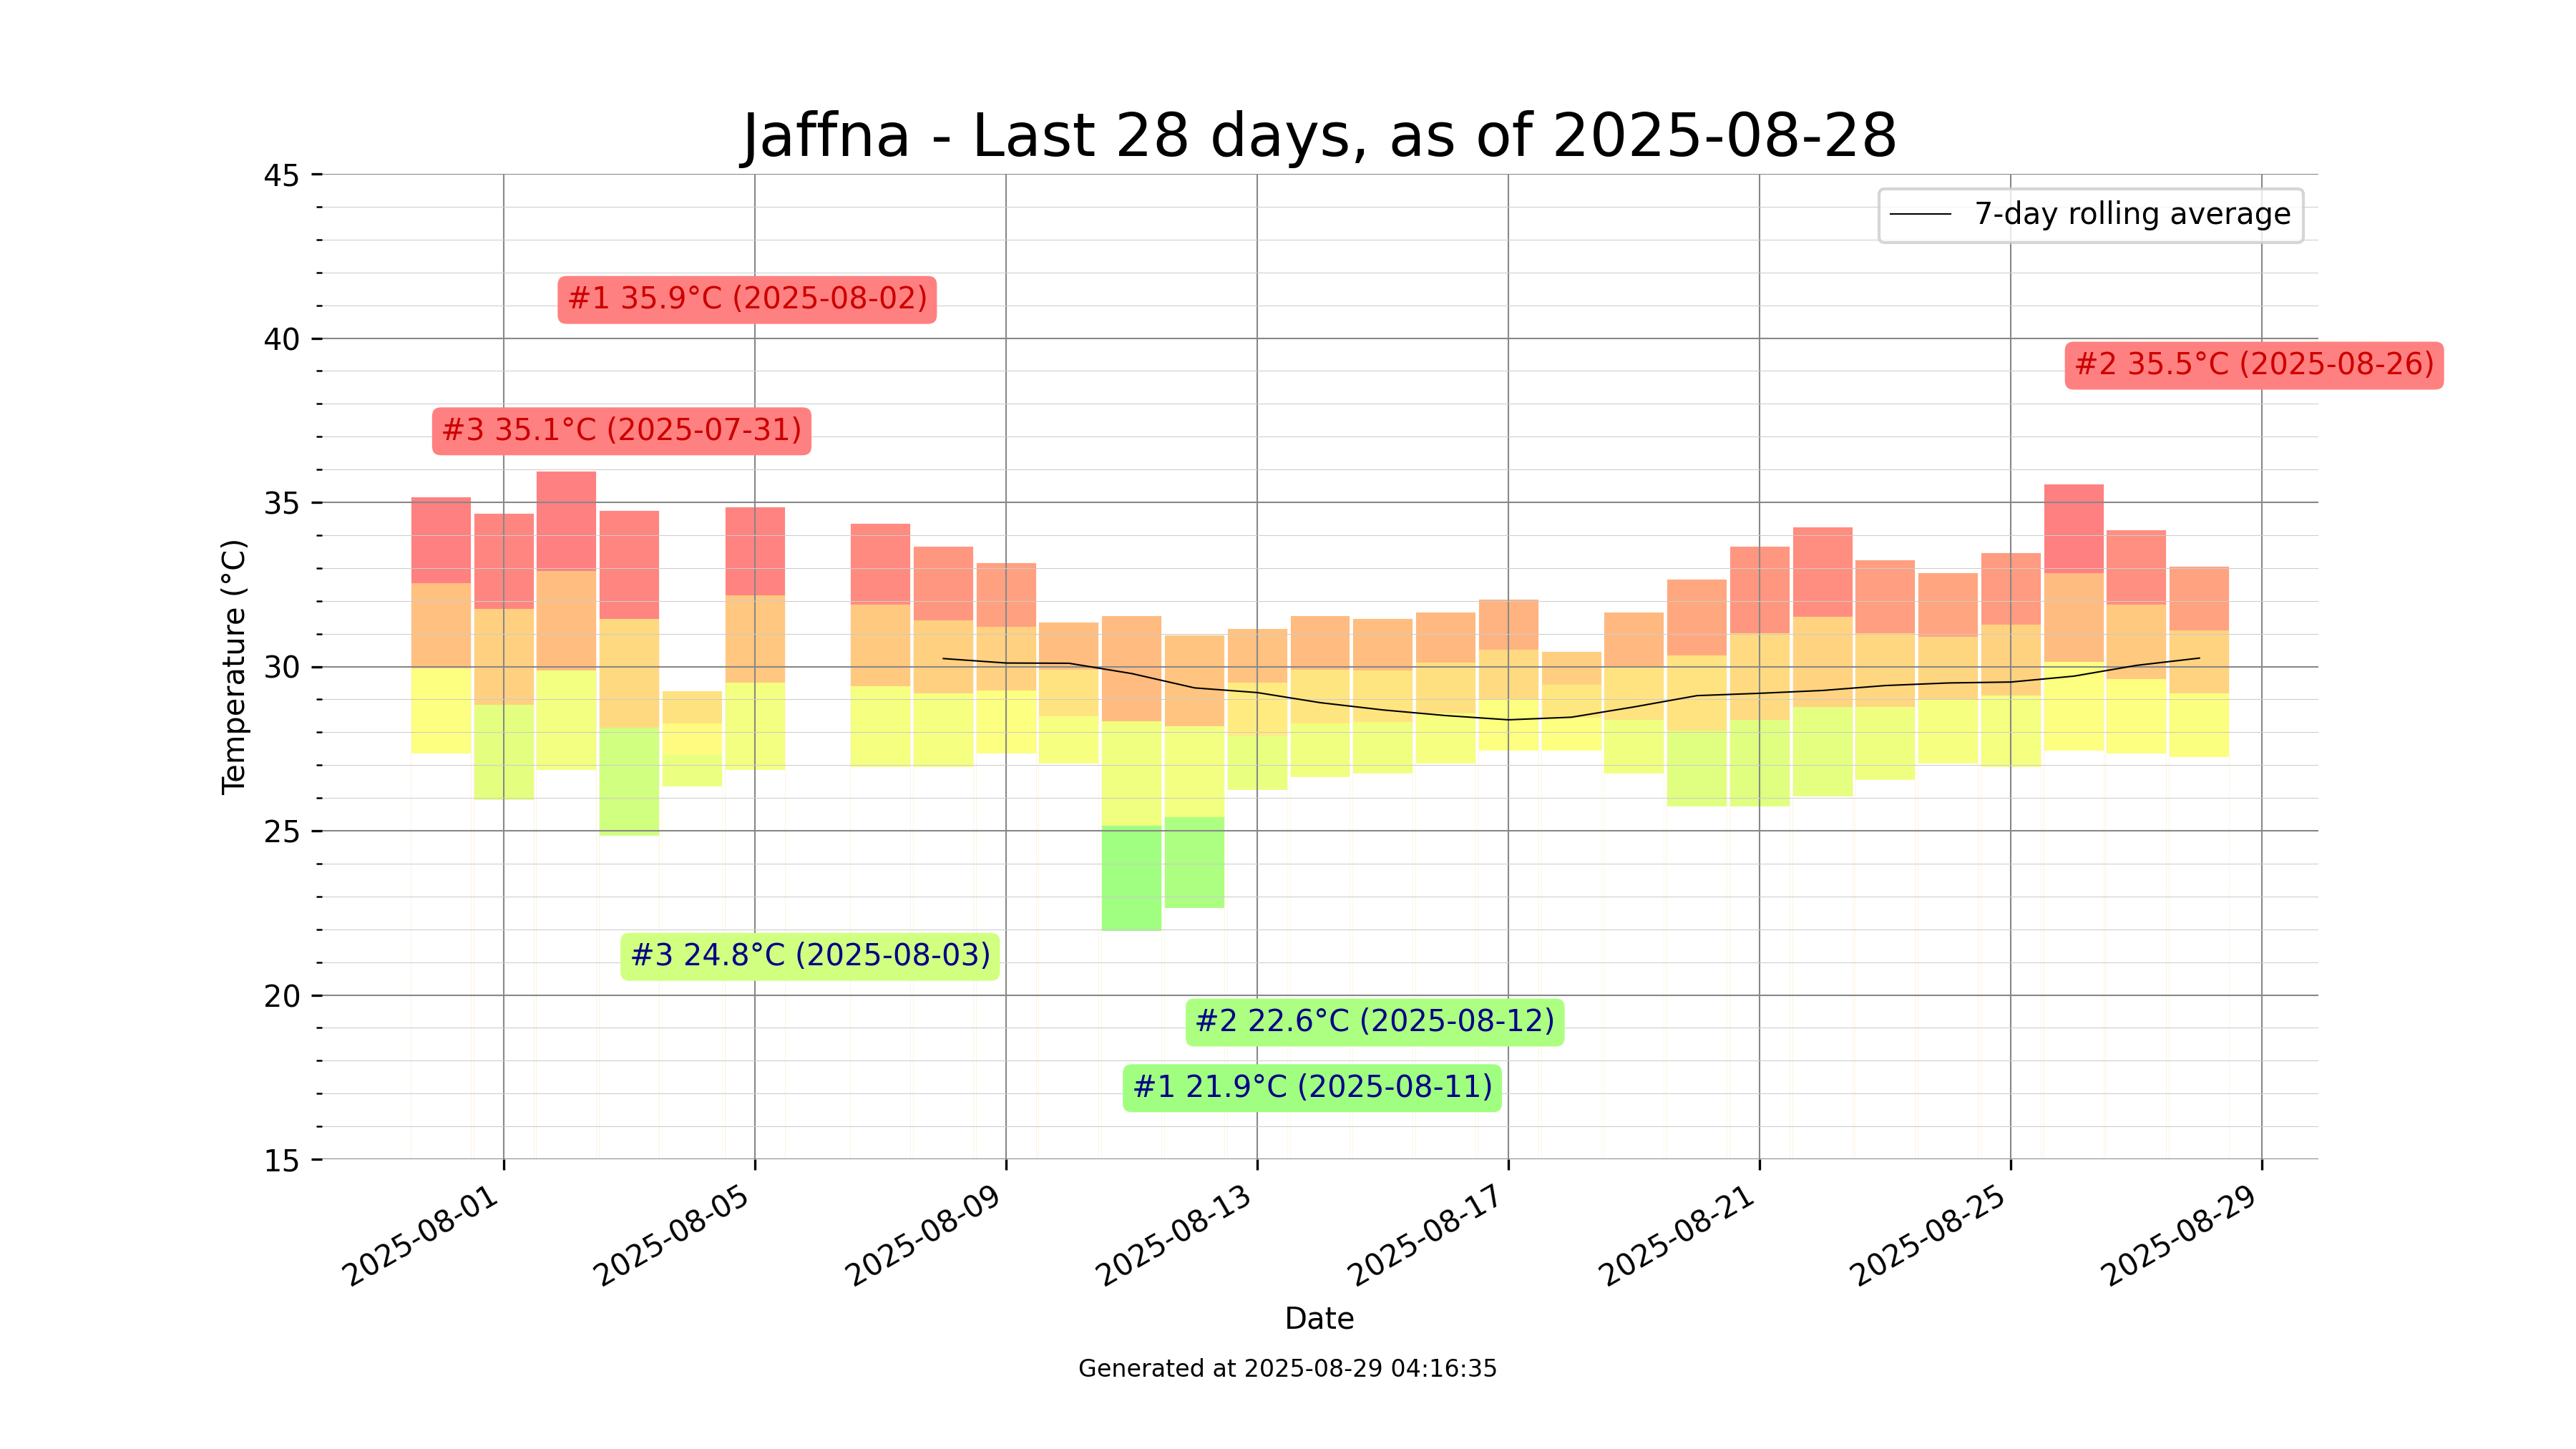 Jaffna - Last 28 days, as of 2025-08-28
45
7-day rolling average
#1 35.9°C (2025-08-02)
40
#2 35.5°C (2025-08-26)
#3 35.1°C (2025-07-31)
35
Temperature (°C)
30
25
#3 24.8°C (2025-08-03)
20
#2 22.6°C (2025-08-12)
#1 21.9°C (2025-08-11)
15
2025-08-01
2025-08-05
2025-08-09
2025-08-13
2025-08-17
2025-08-21
2025-08-25
2025-08-29
Date
Generated at 2025-08-29 04:16:35